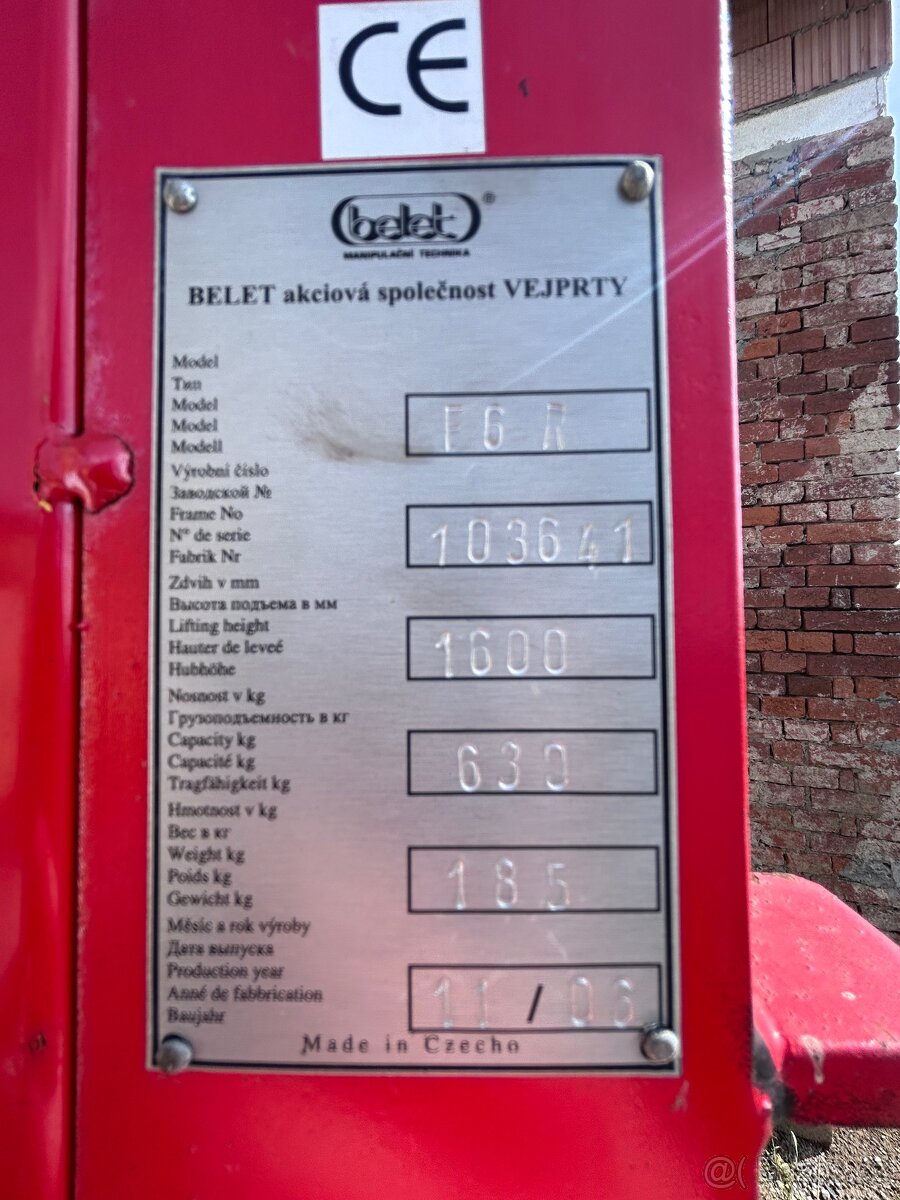 CE
belet®
MANIPULAČNÍ TECHNIKA
BELET akciová společnost VEJPRTY
Model
Тип
Model
Model
Modell
F6
Výrobní číslo
Заводской №
Frame No
N° de serie
Fabrik Nr
103641
Zdvih v mm
Высота подъема в мм
Lifting height
Hauter de leveé
Hubhöhe
1600
Nosnost v kg
Грузоподъемность в кг
Capacity kg
Capacité kg
Tragfähigkeit kg
630
Hmotnost v kg
Вес в кг
Weight kg
Poids kg
Gewicht kg
185
Měsíc a rok výroby
Дата выпуска
Production year
Anné de fabbrication
Baujahr
11 / 06
Made in Czecho